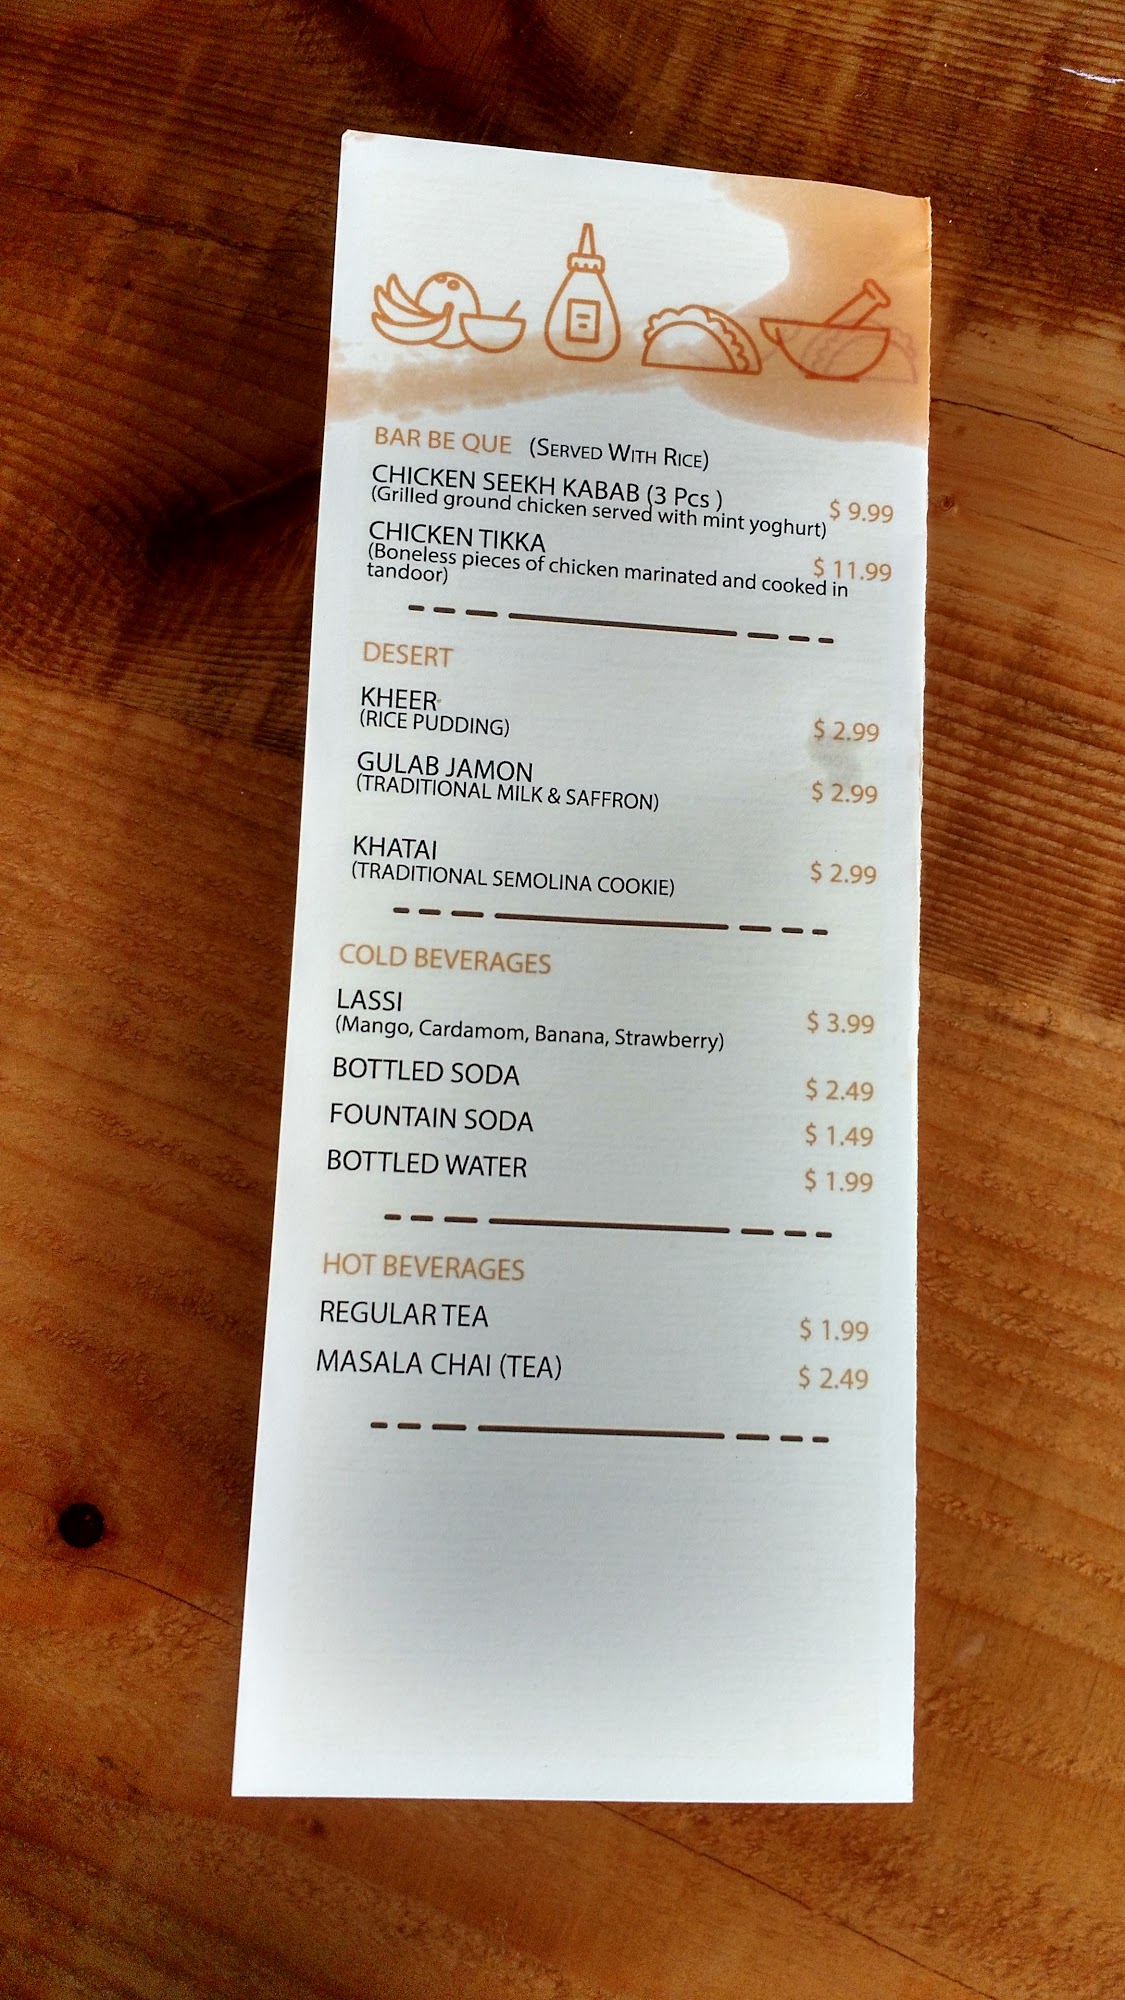 BAR BE QUE (SERVED WITH RICE)
CHICKEN SEEKH KABAB (3 Pcs )
(Grilled ground chicken served with mint yoghurt) $ 9.99
CHICKEN TIKKA
(Boneless pieces of chicken marinated and cooked in $ 11.99
tandoor)
DESERT
KHEER
(RICE PUDDING) $ 2.99
GULAB JAMON
(TRADITIONAL MILK & SAFFRON) $ 2.99
KHATAI
(TRADITIONAL SEMOLINA COOKIE) $ 2.99
COLD BEVERAGES
LASSI
(Mango, Cardamom, Banana, Strawberry) $ 3.99
BOTTLED SODA $ 2.49
FOUNTAIN SODA $ 1.49
BOTTLED WATER $ 1.99
HOT BEVERAGES
REGULAR TEA $ 1.99
MASALA CHAI (TEA) $ 2.49